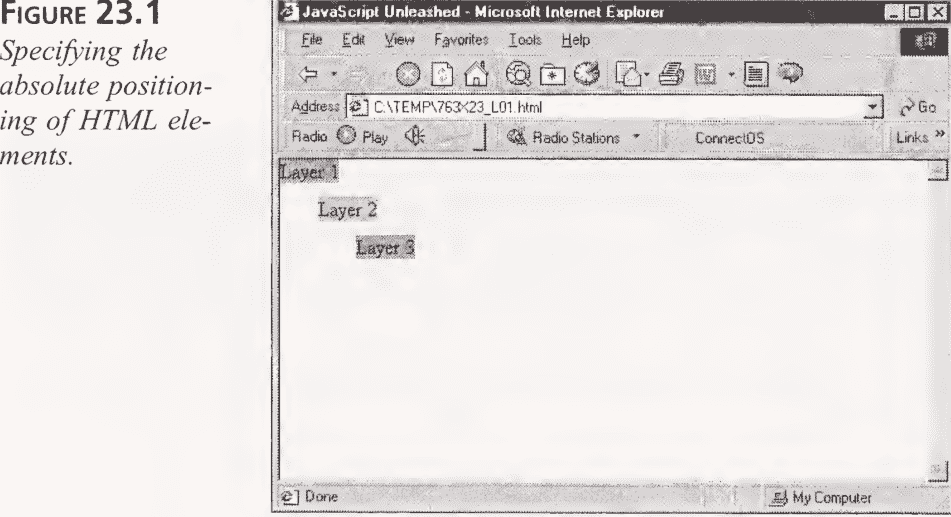 FIGURE 23.1
Specifying the
absolute position-
ing of HTML ele-
ments.
JavaScript Unleashed - Microsoft Internet Explorer
File Edit View Favorites Tools Help
Address C:\TEMP\763X23_L01.html Go
Radio Play Radio Stations ConnectOS Links »
Layer 1
Layer 2
Layer 3
Done My Computer